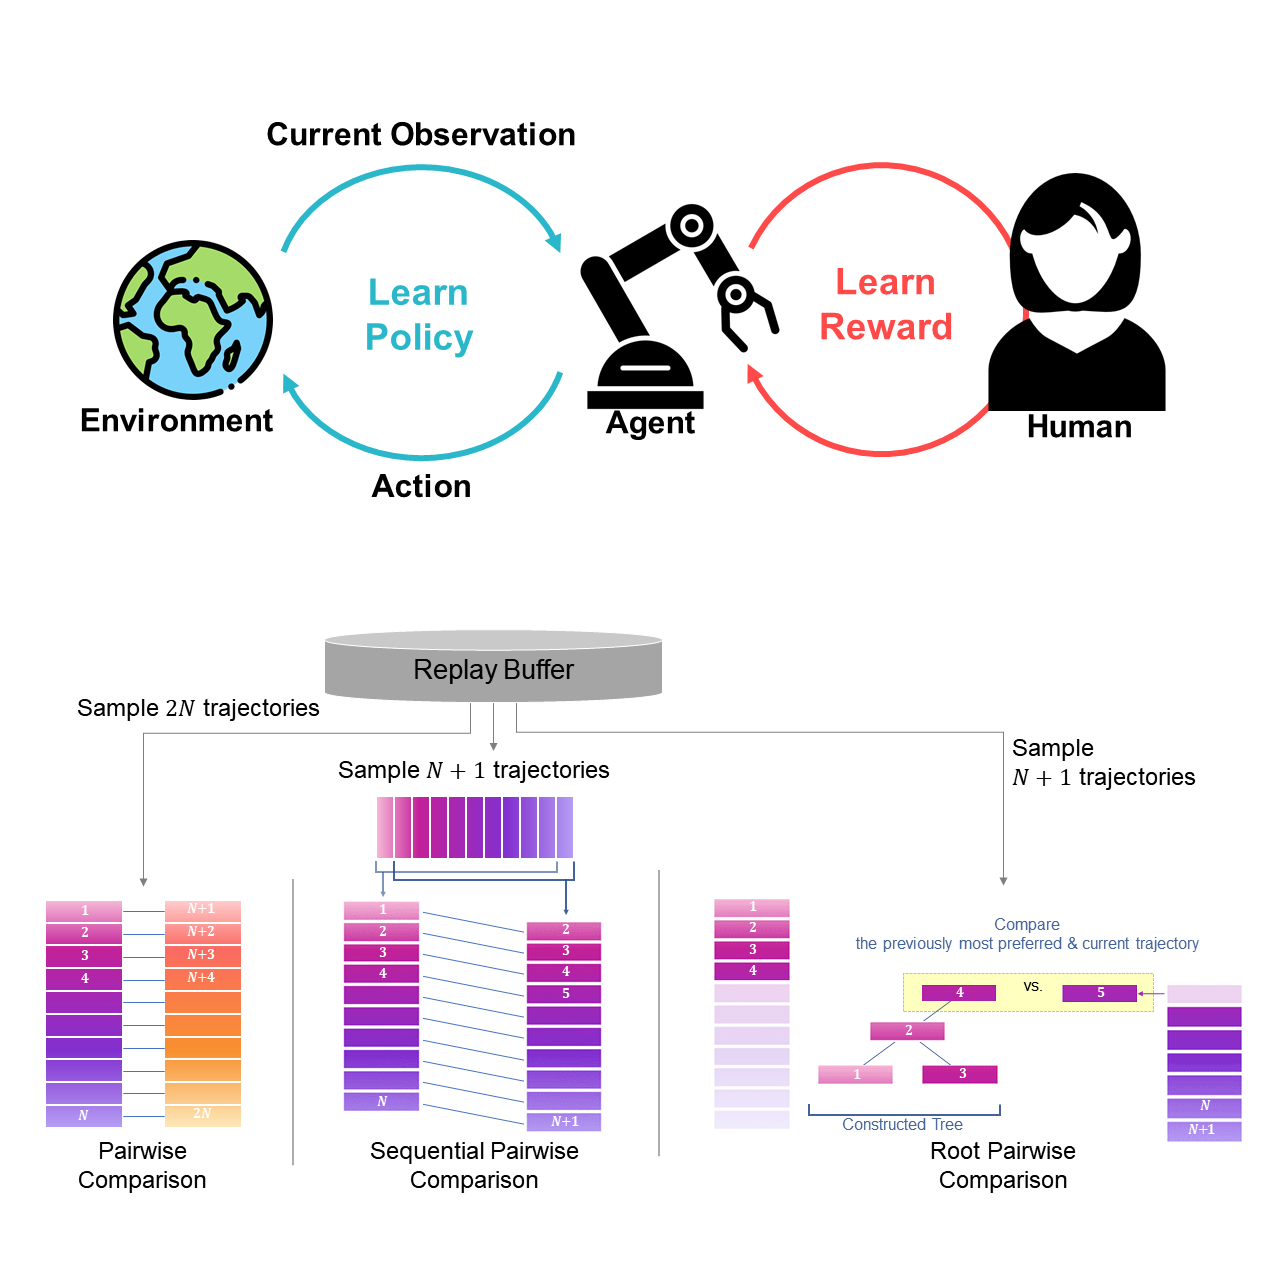 Current Observation
Learn
Policy
Learn
Reward
Environment
Agent
Human
Action
Replay Buffer
Sample 2N trajectories
Sample N + 1 trajectories
Sample
N + 1 trajectories
1
2
3
4
N
N+1
N+2
N+3
N+4
2N
1
2
3
4
N
2
3
4
5
N+1
1
2
3
4
Compare
the previously most preferred & current trajectory
4 vs. 5
2
1 3
Constructed Tree
N
N+1
Pairwise
Comparison
Sequential Pairwise
Comparison
Root Pairwise
Comparison